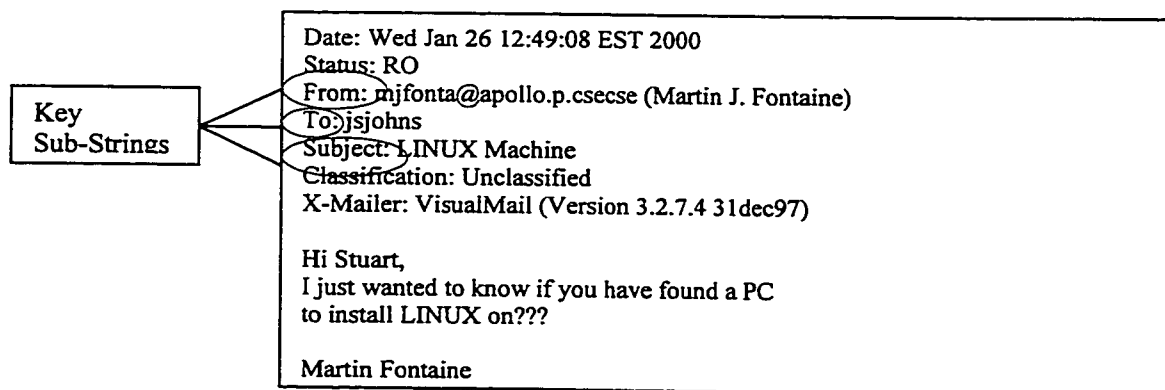 Key
Sub-Strings
Date: Wed Jan 26 12:49:08 EST 2000
Status: RO
From: mjfonta@apollo.p.csecse (Martin J. Fontaine)
To: jsjohns
Subject: LINUX Machine
Classification: Unclassified
X-Mailer: VisualMail (Version 3.2.7.4 31dec97)
Hi Stuart,
I just wanted to know if you have found a PC
to install LINUX on???
Martin Fontaine